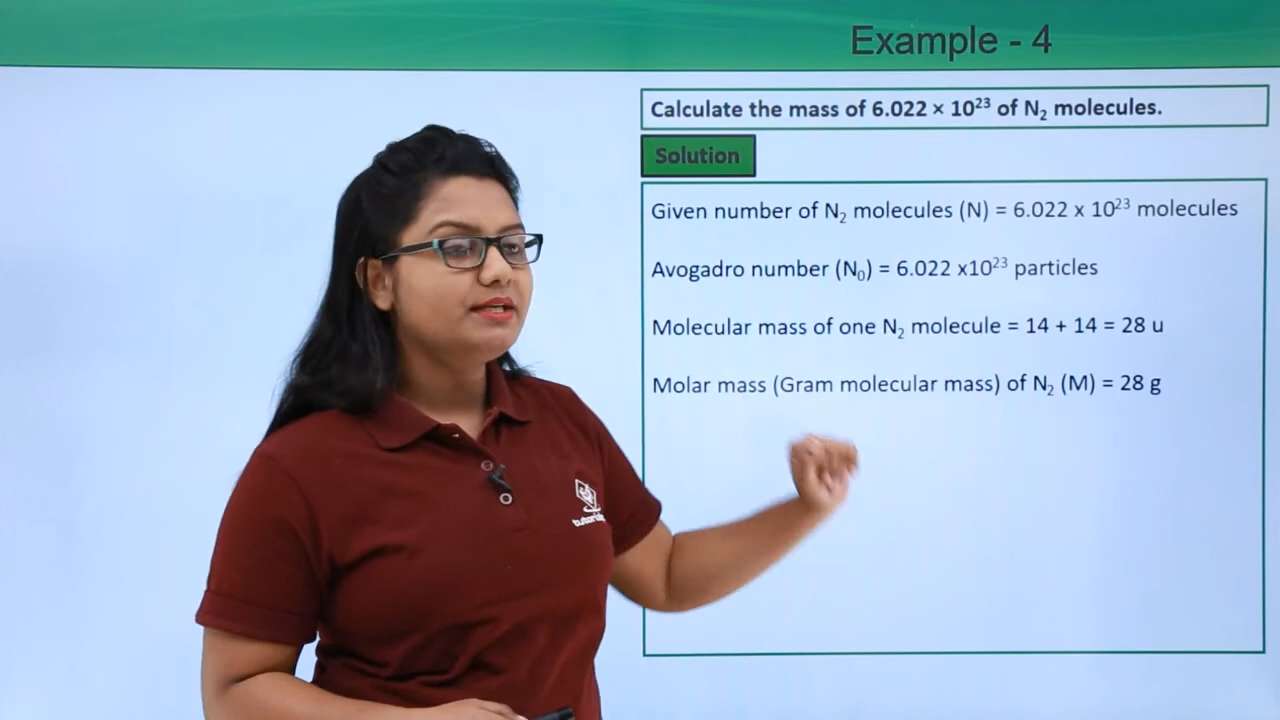 Example - 4
Calculate the mass of 6.022 × 10²³ of N₂ molecules.
Solution
Given number of N₂ molecules (N) = 6.022 x 10²³ molecules
Avogadro number (N₀) = 6.022 x10²³ particles
Molecular mass of one N₂ molecule = 14 + 14 = 28 u
Molar mass (Gram molecular mass) of N₂ (M) = 28 g